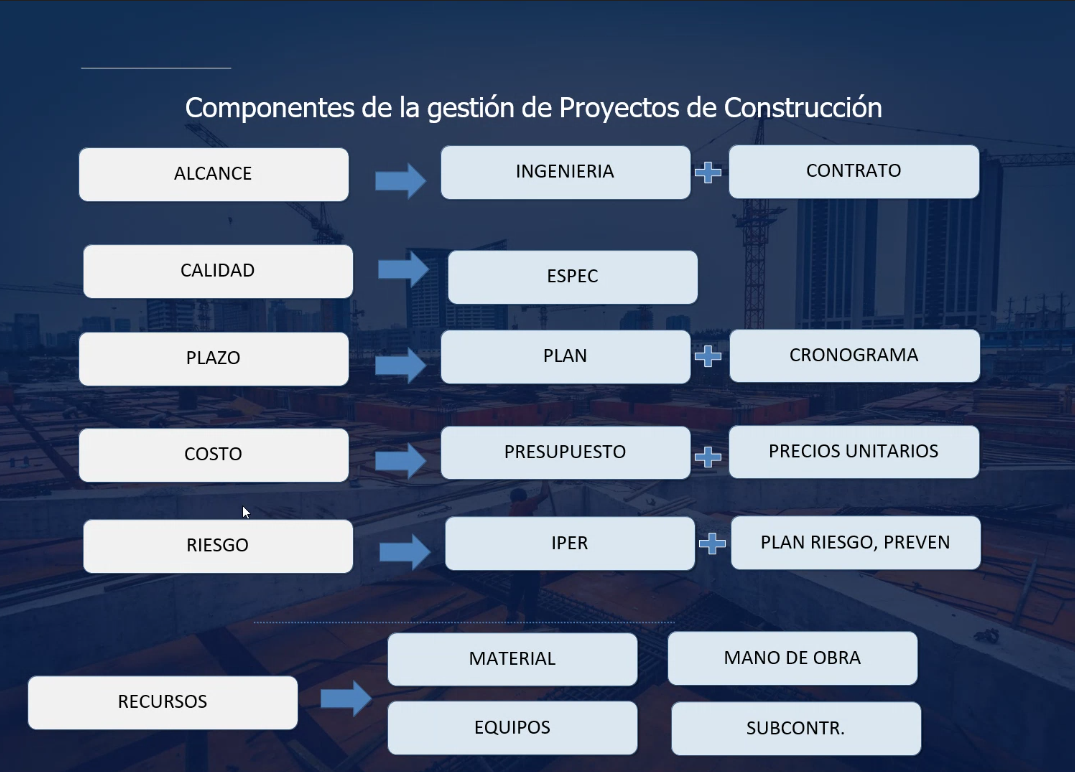 Componentes de la gestión de Proyectos de Construcción
ALCANCE
INGENIERIA
CONTRATO
CALIDAD
ESPEC
PLAZO
PLAN
CRONOGRAMA
COSTO
PRESUPUESTO
PRECIOS UNITARIOS
RIESGO
IPER
PLAN RIESGO, PREVEN
RECURSOS
MATERIAL
MANO DE OBRA
EQUIPOS
SUBCONTR.